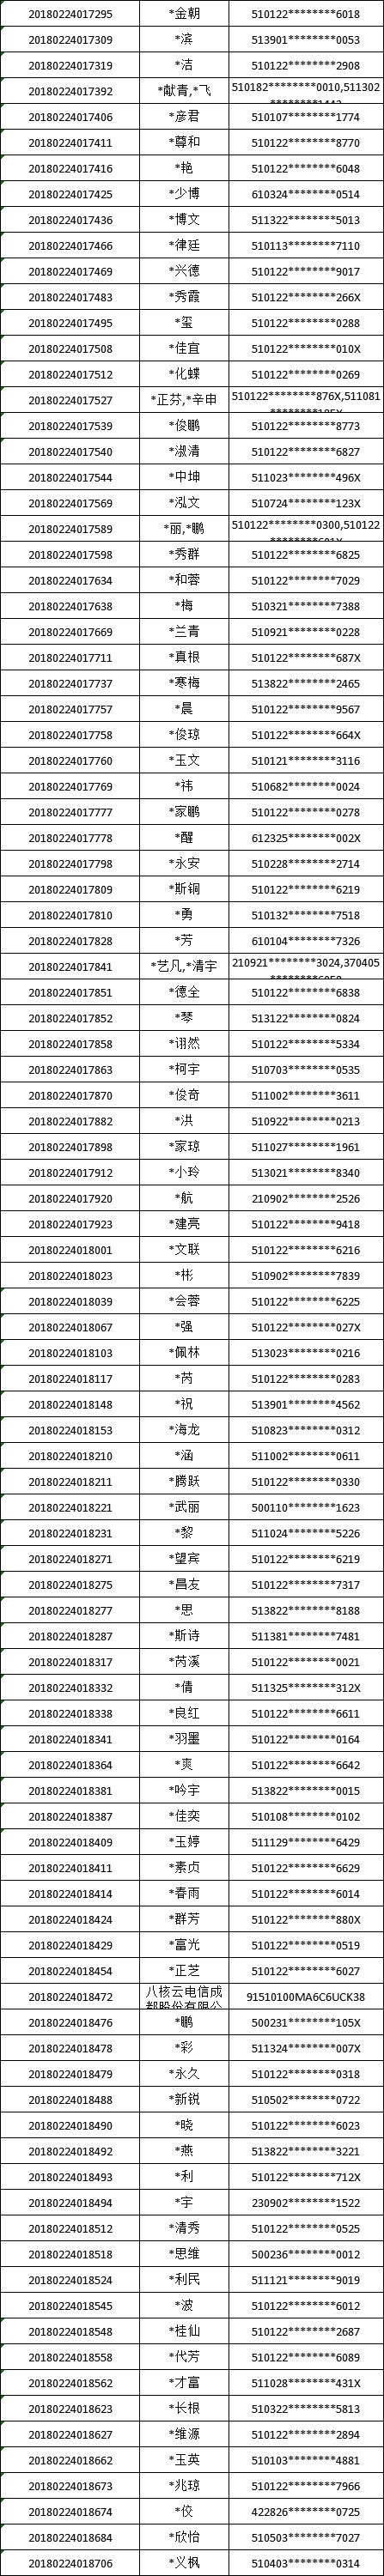 20180224017295 *金朝 510122********6018
20180224017309 *滨 513901********0053
20180224017319 *洁 510122********2908
20180224017392 *献青,*飞 510182********0010,511302
20180224017406 *彦君 510107********1774
20180224017411 *尊和 510122********8770
20180224017416 *艳 510122********6048
20180224017425 *少博 610324********0514
20180224017436 *博文 511322********5013
20180224017466 *律廷 510113********7110
20180224017469 *兴德 510122********9017
20180224017483 *秀霞 510122********266X
20180224017495 *玺 510122********0288
20180224017508 *佳宜 510122********010X
20180224017512 *化蝶 510122********0269
20180224017527 *正芬,*辛申 510122********876X,511081
20180224017539 *俊鹏 510122********8773
20180224017540 *淑清 510122********6827
20180224017544 *中坤 511023********496X
20180224017569 *泓文 510724********123X
20180224017589 *丽,*鹏 510122********0300,510122
20180224017598 *秀群 510122********6825
20180224017634 *和蓉 510122********7029
20180224017638 *梅 510321********7388
20180224017669 *兰青 510921********0228
20180224017711 *真根 510122********687X
20180224017737 *寒梅 513822********2465
20180224017757 *晨 510122********9567
20180224017758 *俊琼 510122********664X
20180224017760 *玉文 510121********3116
20180224017769 *祎 510682********0024
20180224017777 *家鹏 510122********0278
20180224017778 *醒 612325********002X
20180224017798 *永安 510228********2714
20180224017809 *斯锏 510122********6219
20180224017810 *勇 510132********7518
20180224017828 *芳 610104********7326
20180224017841 *艺凡,*清宇 210921********3024,370405
20180224017851 *德全 510122********6838
20180224017852 *琴 513122********0824
20180224017858 *诩然 510122********5334
20180224017863 *柯宇 510703********0535
20180224017870 *俊奇 511002********3611
20180224017882 *洪 510922********0213
20180224017898 *家琼 511027********1961
20180224017912 *小玲 513021********8340
20180224017920 *航 210902********2526
20180224017923 *建亮 510122********9418
20180224018001 *文联 510122********6216
20180224018023 *彬 510902********7839
20180224018039 *会蓉 510122********6225
20180224018067 *强 510122********027X
20180224018103 *佩林 513023********0216
20180224018117 *芮 510122********0283
20180224018148 *祝 513901********4562
20180224018153 *海龙 510823********0312
20180224018210 *涵 511002********0611
20180224018211 *腾跃 510122********0330
20180224018221 *武丽 500110********1623
20180224018231 *黎 511024********5226
20180224018271 *望宾 510122********6219
20180224018275 *昌友 510122********7317
20180224018277 *思 513822********8188
20180224018287 *斯诗 511381********7481
20180224018317 *芮溪 510122********0021
20180224018332 *倩 511325********312X
20180224018338 *良红 510122********6611
20180224018341 *羽墨 510122********0164
20180224018364 *爽 510122********6642
20180224018381 *吟宇 513822********0015
20180224018387 *佳奕 510108********0102
20180224018409 *玉婷 511129********6429
20180224018411 *素贞 510122********6629
20180224018414 *春雨 510122********6014
20180224018424 *群芳 510122********880X
20180224018429 *富光 510122********0519
20180224018454 *正芝 510122********6027
20180224018472 八核云电信成都股份有限公 91510100MA6C6UCK38
20180224018476 *鹏 500231********105X
20180224018478 *彩 511324********007X
20180224018479 *永久 510122********0318
20180224018488 *新锐 510502********0722
20180224018490 *晓 510122********6023
20180224018492 *燕 513822********3221
20180224018493 *利 510122********712X
20180224018494 *宇 230902********1522
20180224018512 *清秀 510122********0525
20180224018518 *思维 500236********0012
20180224018524 *利民 511121********9019
20180224018545 *波 510122********6012
20180224018548 *桂仙 510122********2687
20180224018558 *代芳 510122********6089
20180224018562 *才富 511028********431X
20180224018623 *长根 510322********5813
20180224018627 *维源 510122********2894
20180224018662 *玉英 510103********4881
20180224018673 *兆琼 510122********7966
20180224018674 *佼 422826********0725
20180224018684 *欣怡 510503********7027
20180224018706 *义枫 510403********0314